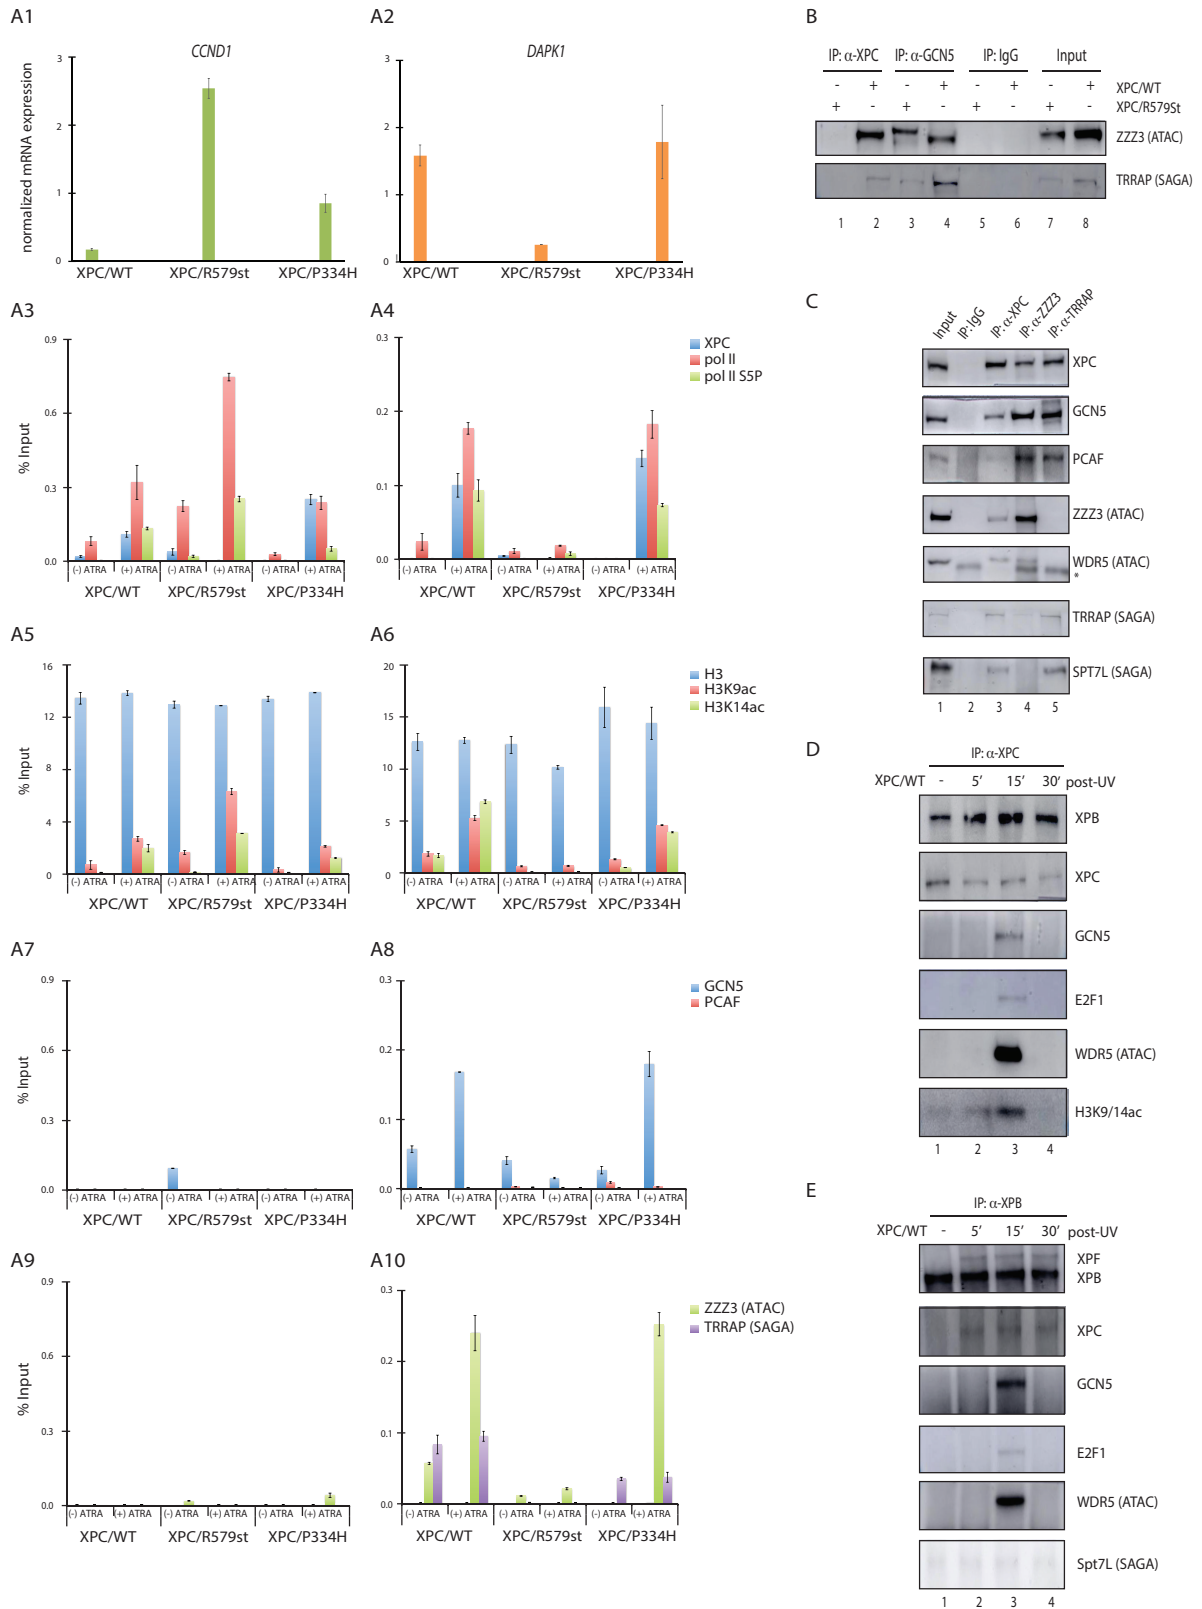 A1
CCND1
normalized mRNA expression
3
2
1
0
XPC/WT XPC/R579st XPC/P334H
A2
DAPK1
3
2
1
0
XPC/WT XPC/R579st XPC/P334H
A3
% Input
0.9
0.6
0.3
0.0
(-) ATRA (+) ATRA (-) ATRA (+) ATRA (-) ATRA (+) ATRA
XPC/WT XPC/R579st XPC/P334H
A4
0.3
0.2
0.1
0.0
(-) ATRA (+) ATRA (-) ATRA (+) ATRA (-) ATRA (+) ATRA
XPC/WT XPC/R579st XPC/P334H
XPC
pol II
pol II S5P
A5
% Input
16
12
8
4
0
(-) ATRA (+) ATRA (-) ATRA (+) ATRA (-) ATRA (+) ATRA
XPC/WT XPC/R579st XPC/P334H
A6
20
15
10
5
0
(-) ATRA (+) ATRA (-) ATRA (+) ATRA (-) ATRA (+) ATRA
XPC/WT XPC/R579st XPC/P334H
H3
H3K9ac
H3K14ac
A7
% Input
0.9
0.6
0.3
0.0
(-) ATRA (+) ATRA (-) ATRA (+) ATRA (-) ATRA (+) ATRA
XPC/WT XPC/R579st XPC/P334H
A8
0.3
0.2
0.1
0.0
(-) ATRA (+) ATRA (-) ATRA (+) ATRA (-) ATRA (+) ATRA
XPC/WT XPC/R579st XPC/P334H
GCN5
PCAF
A9
% Input
0.9
0.6
0.3
0.0
(-) ATRA (+) ATRA (-) ATRA (+) ATRA (-) ATRA (+) ATRA
XPC/WT XPC/R579st XPC/P334H
A10
0.3
0.2
0.1
0.0
(-) ATRA (+) ATRA (-) ATRA (+) ATRA (-) ATRA (+) ATRA
XPC/WT XPC/R579st XPC/P334H
ZZZ3 (ATAC)
TRRAP (SAGA)
B
IP: α-XPC IP: α-GCN5 IP: IgG Input
- + - + - + - + XPC/WT
+ - + - + - + - XPC/R579St
ZZZ3 (ATAC)
TRRAP (SAGA)
1 2 3 4 5 6 7 8
C
Input IP: IgG IP: α-XPC IP: α-ZZZ3 IP: α-TRRAP
XPC
GCN5
PCAF
ZZZ3 (ATAC)
WDR5 (ATAC)
*
TRRAP (SAGA)
SPT7L (SAGA)
1 2 3 4 5
D
IP: α-XPC
XPC/WT - 5' 15' 30' post-UV
XPB
XPC
GCN5
E2F1
WDR5 (ATAC)
H3K9/14ac
1 2 3 4
E
IP: α-XPB
XPC/WT - 5' 15' 30' post-UV
XPF
XPB
XPC
GCN5
E2F1
WDR5 (ATAC)
Spt7L (SAGA)
1 2 3 4